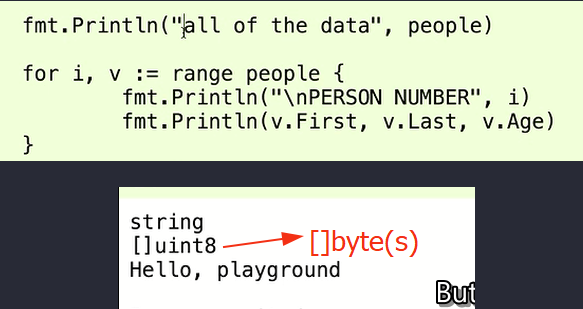 fmt.Println("all of the data", people)
for i, v := range people {
fmt.Println("\nPERSON NUMBER", i)
fmt.Println(v.First, v.Last, v.Age)
}
string
[]uint8
[]byte(s)
Hello, playground
But